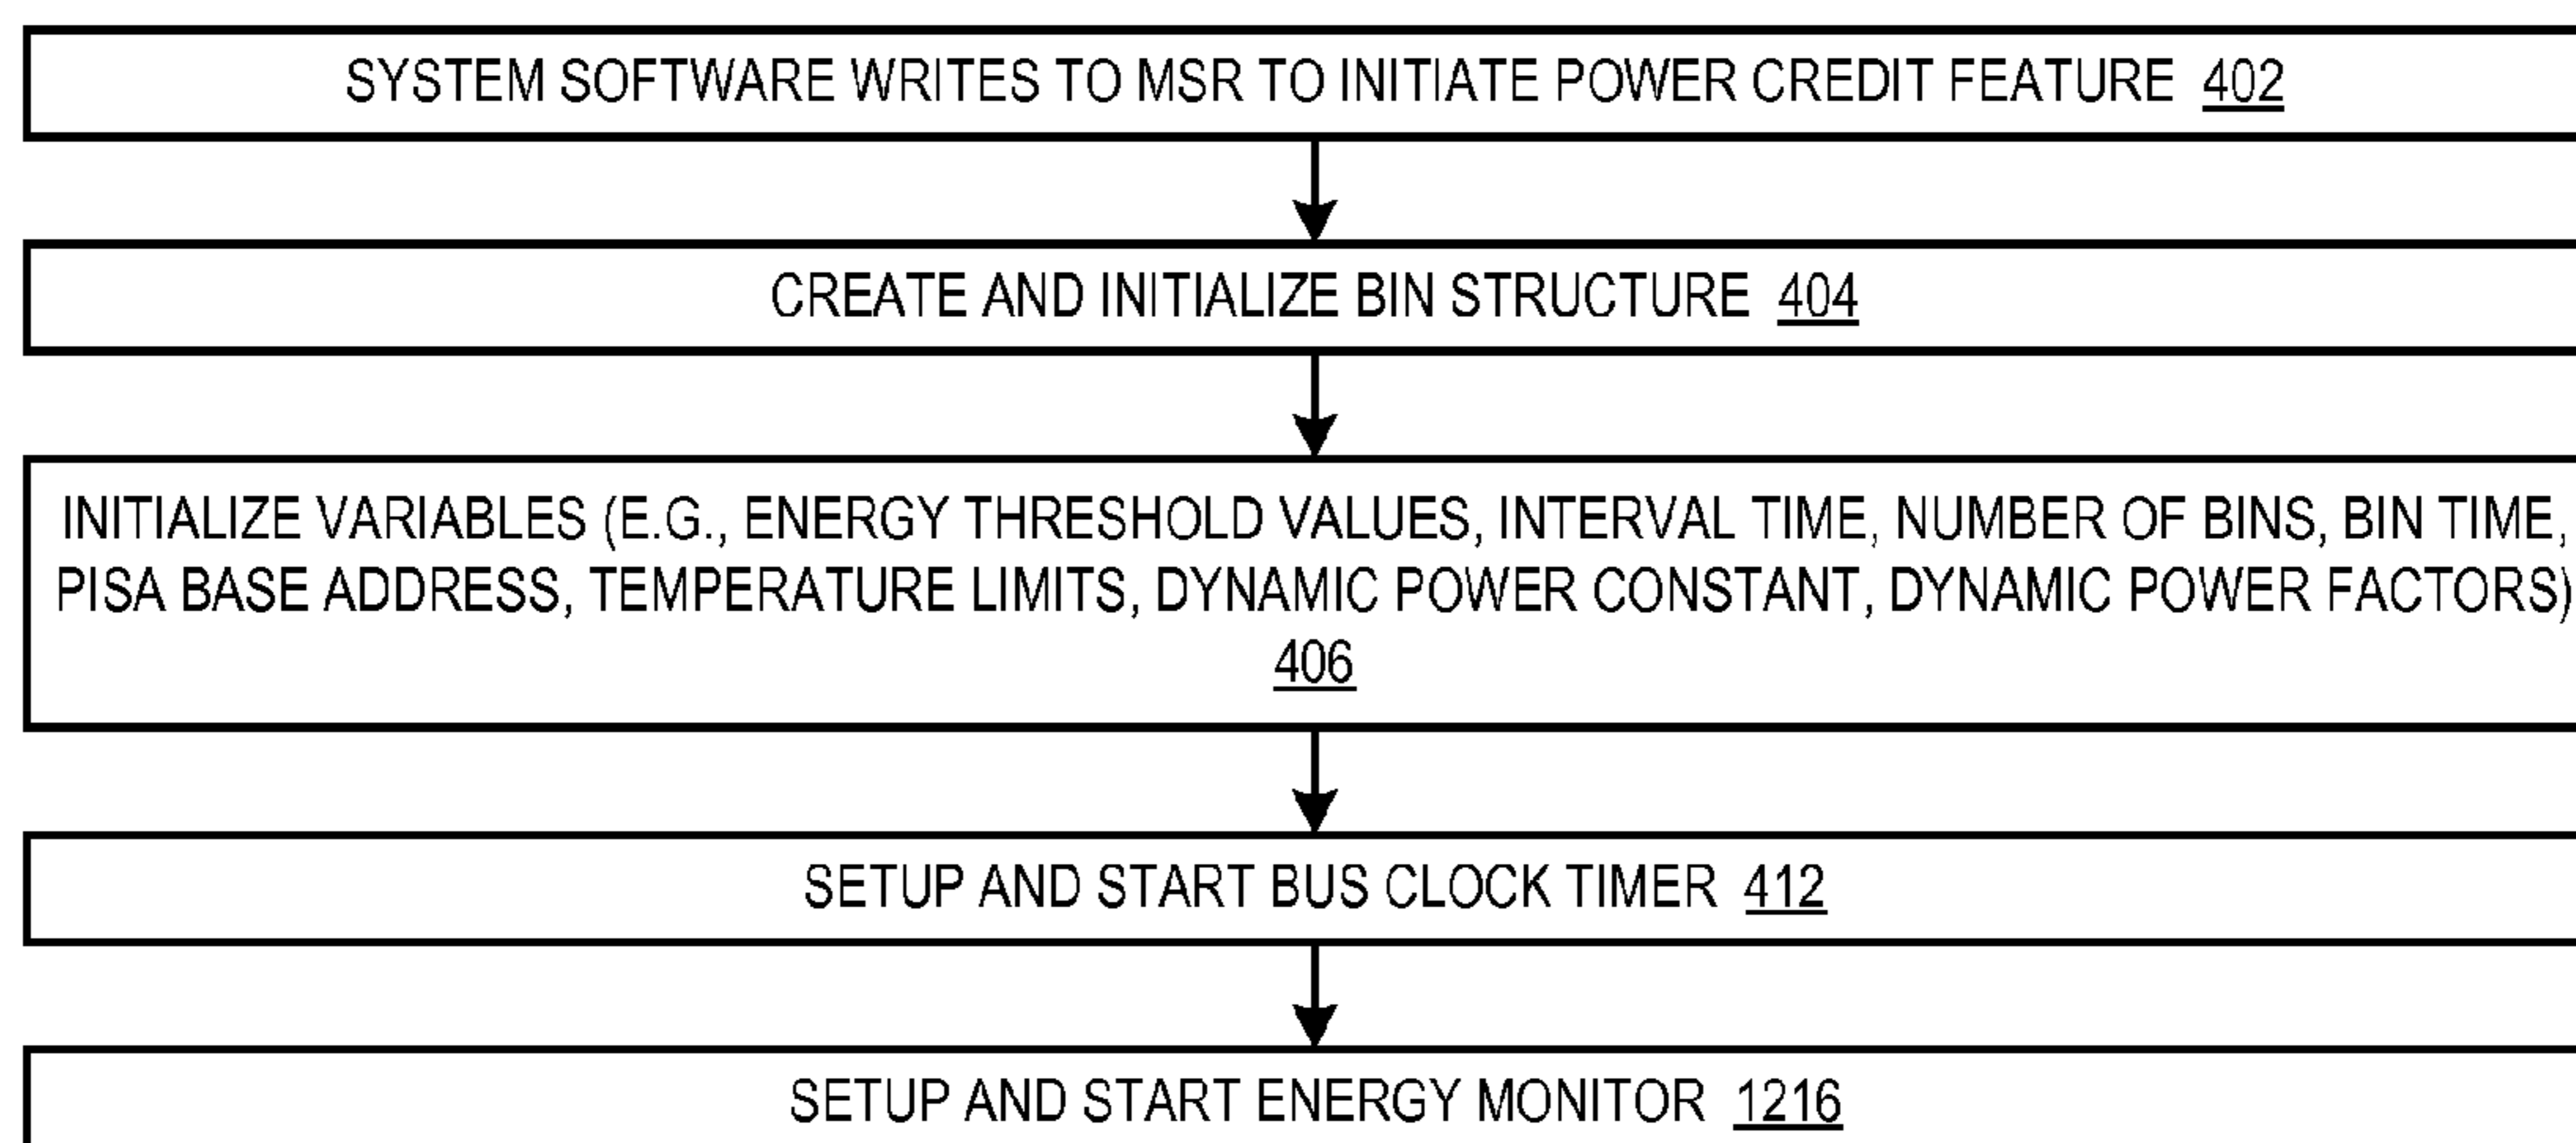 SYSTEM SOFTWARE WRITES TO MSR TO INITIATE POWER CREDIT FEATURE 402
CREATE AND INITIALIZE BIN STRUCTURE 404
INITIALIZE VARIABLES (E.G., ENERGY THRESHOLD VALUES, INTERVAL TIME, NUMBER OF BINS, BIN TIME,
PISA BASE ADDRESS, TEMPERATURE LIMITS, DYNAMIC POWER CONSTANT, DYNAMIC POWER FACTORS)
406
SETUP AND START BUS CLOCK TIMER 412
SETUP AND START ENERGY MONITOR 1216